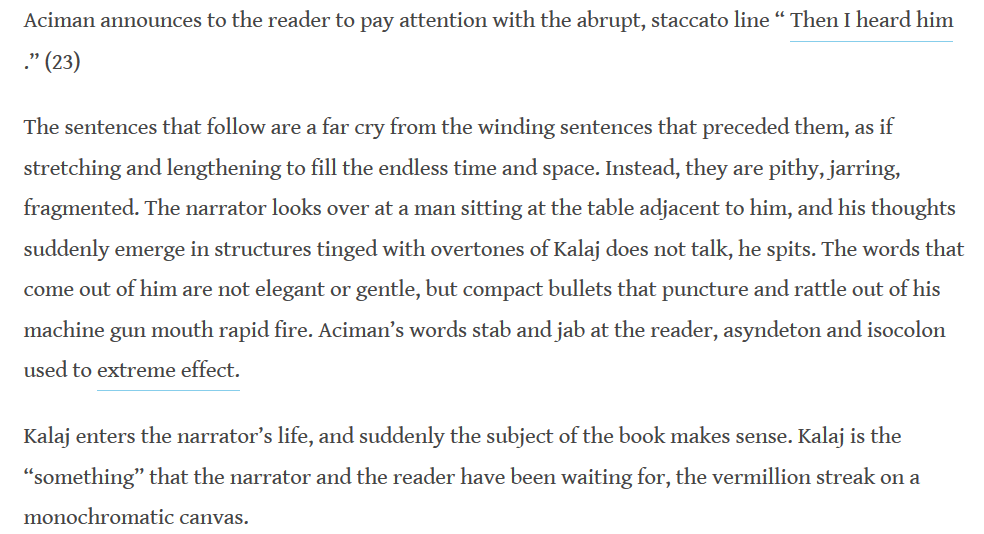 Aciman announces to the reader to pay attention with the abrupt, staccato line “ Then I heard him
.” (23)
The sentences that follow are a far cry from the winding sentences that preceded them, as if
stretching and lengthening to fill the endless time and space. Instead, they are pithy, jarring,
fragmented. The narrator looks over at a man sitting at the table adjacent to him, and his thoughts
suddenly emerge in structures tinged with overtones of Kalaj does not talk, he spits. The words that
come out of him are not elegant or gentle, but compact bullets that puncture and rattle out of his
machine gun mouth rapid fire. Aciman’s words stab and jab at the reader, asyndeton and isocolon
used to extreme effect.
Kalaj enters the narrator’s life, and suddenly the subject of the book makes sense. Kalaj is the
“something” that the narrator and the reader have been waiting for, the vermillion streak on a
monochromatic canvas.